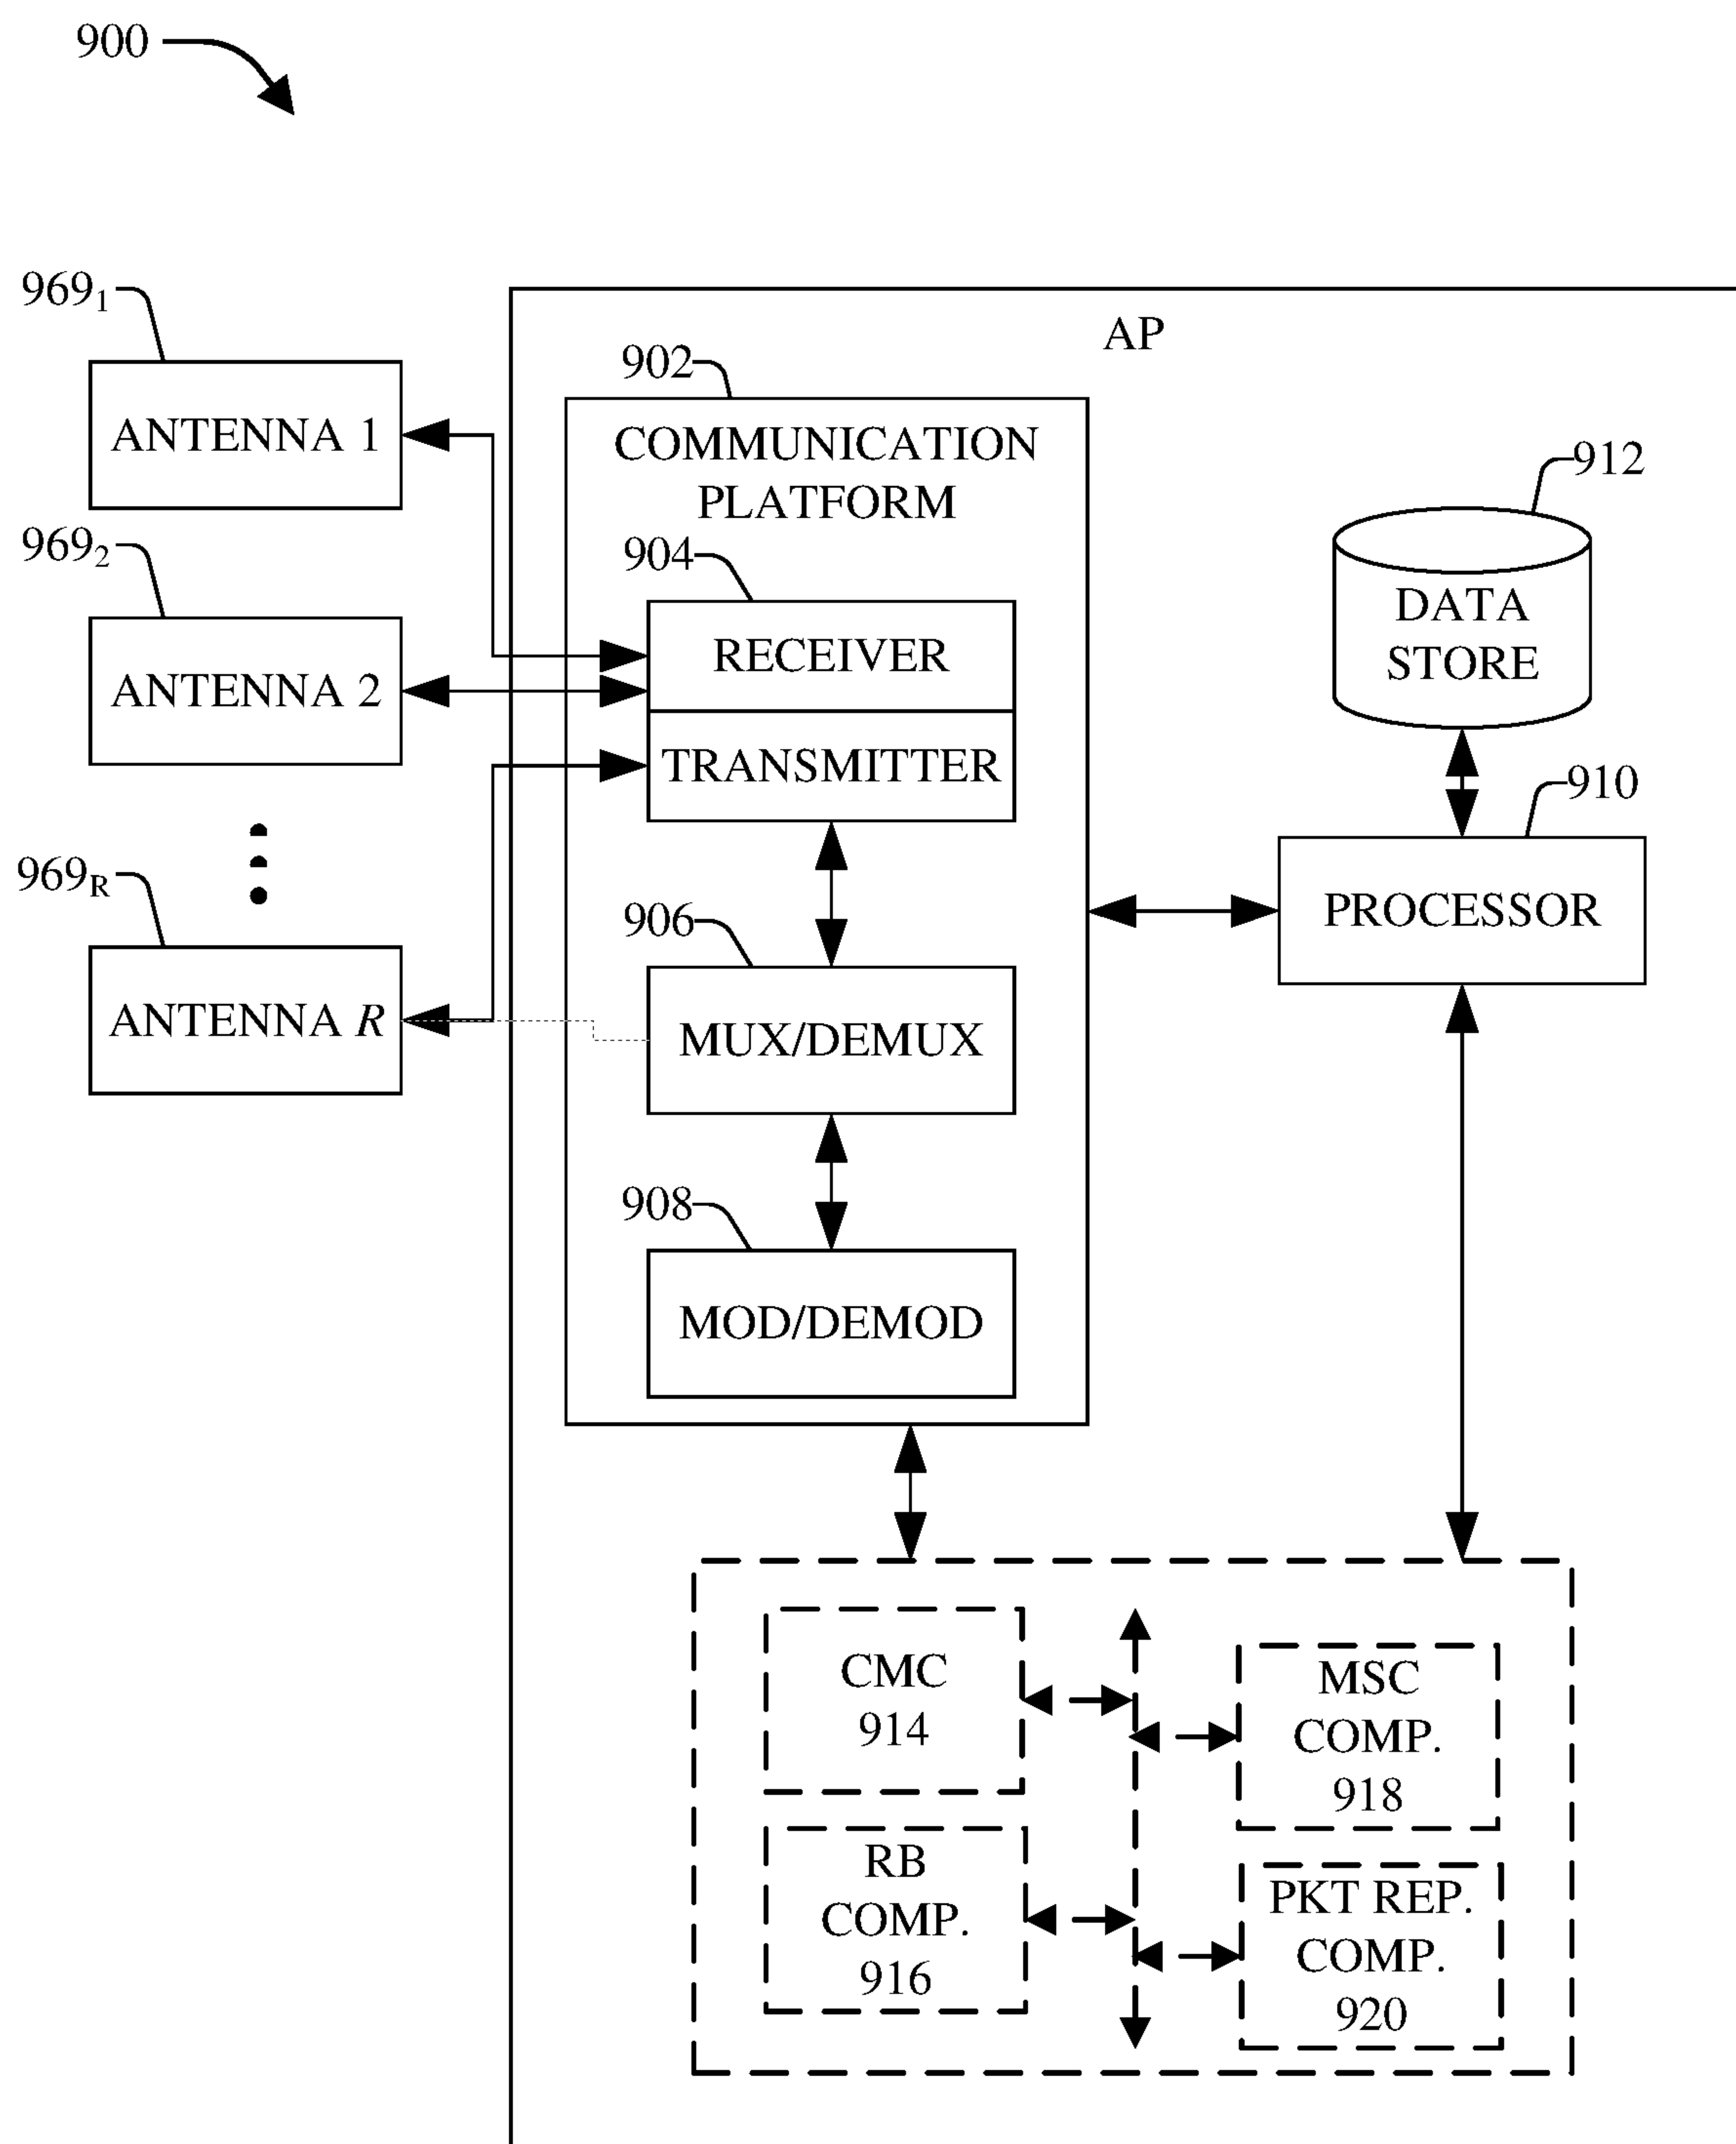 900
969₁
AP
902
ANTENNA 1
COMMUNICATION
PLATFORM
912
969₂
904
DATA
STORE
RECEIVER
ANTENNA 2
TRANSMITTER
910
969R
906
PROCESSOR
ANTENNA R
MUX/DEMUX
908
MOD/DEMOD
CMC
914
MSC
COMP.
918
RB
COMP.
916
PKT REP.
COMP.
920